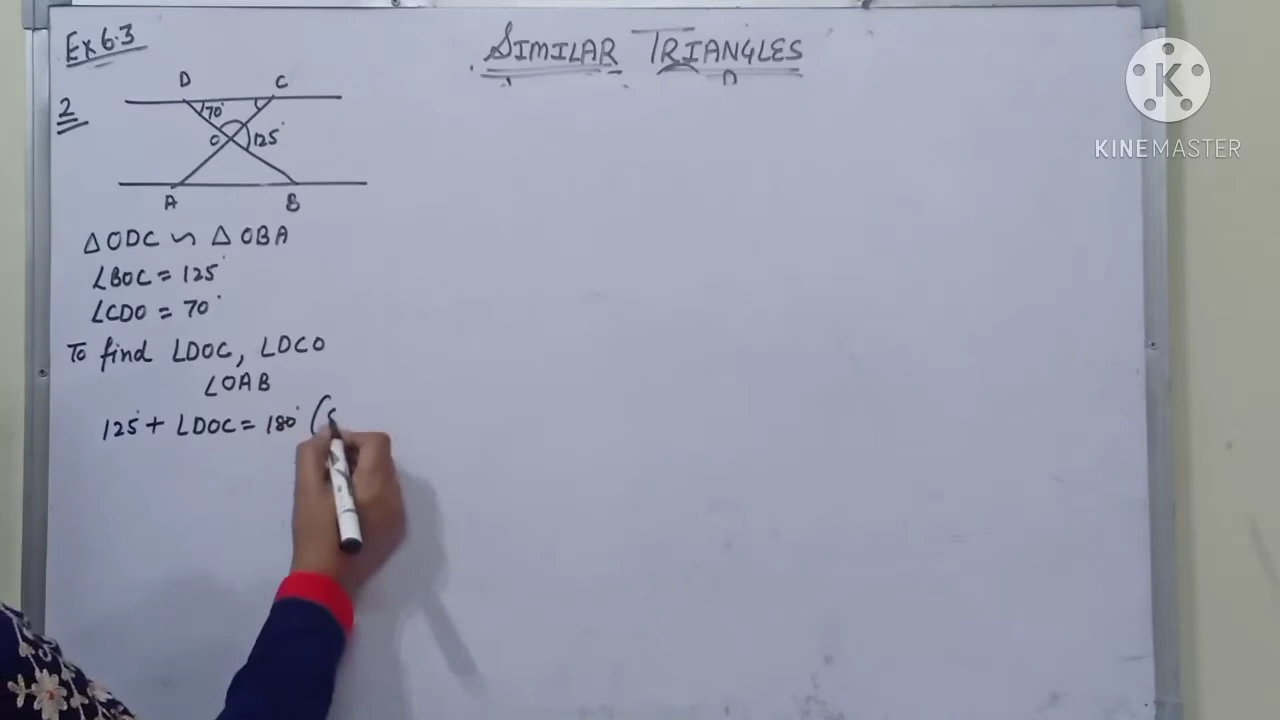 Ex 6.3
SIMILAR TRIANGLES
K
KINEMASTER
2
D C
70°
O 125°
A B
△ODC ∽ △OBA
∠BOC = 125°
∠CDO = 70°
To find ∠DOC, ∠DCO
∠OAB
125° + ∠DOC = 180° (